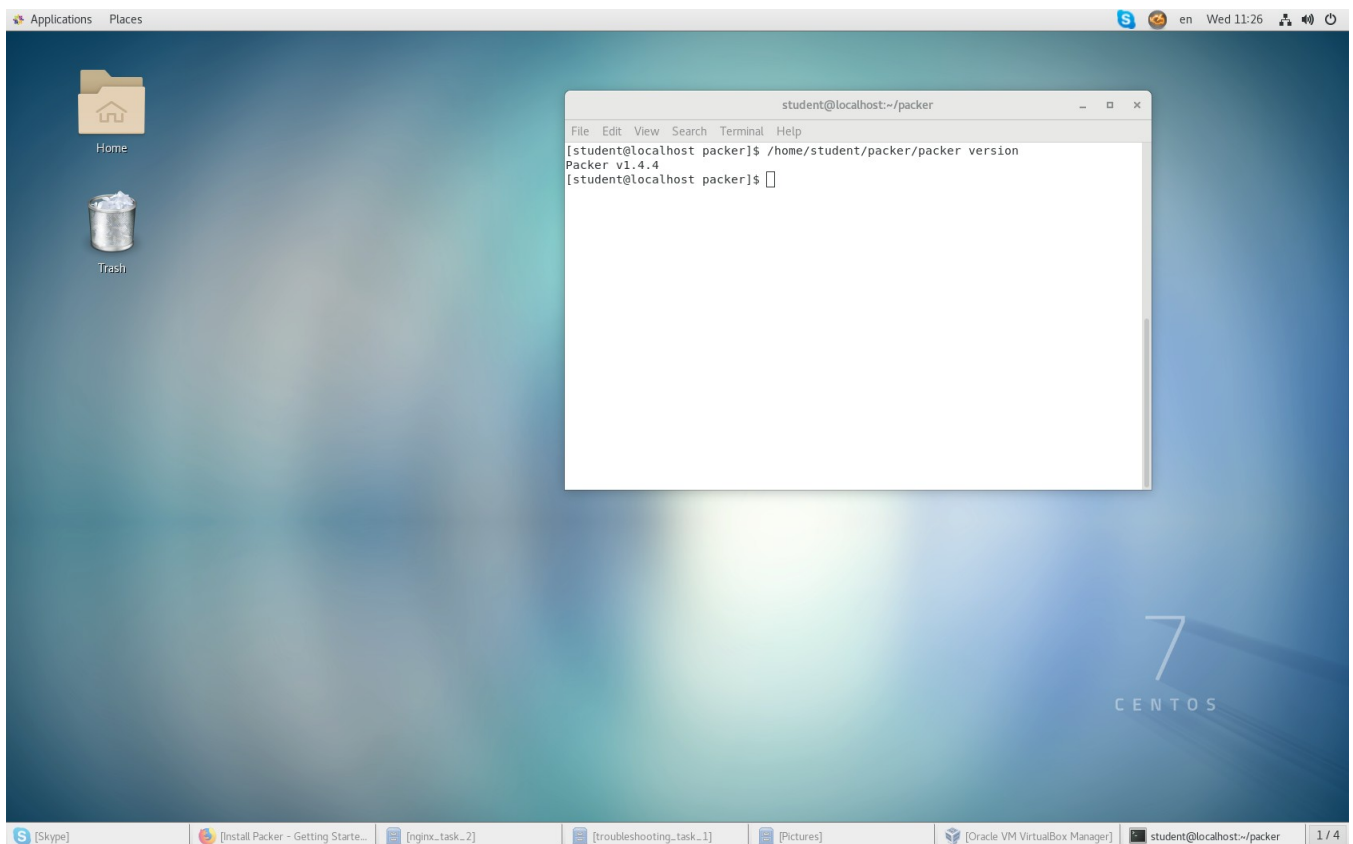 Applications Places
S en Wed 11:26
Home
Trash
student@localhost:~/packer
File Edit View Search Terminal Help
[student@localhost packer]$ /home/student/packer/packer version
Packer v1.4.4
[student@localhost packer]$
7
CENTOS
S [Skype] [Install Packer - Getting Starte... [nginx_task_2] [troubleshooting_task_1] [Pictures] [Oracle VM VirtualBox Manager] student@localhost:~/packer 1 / 4